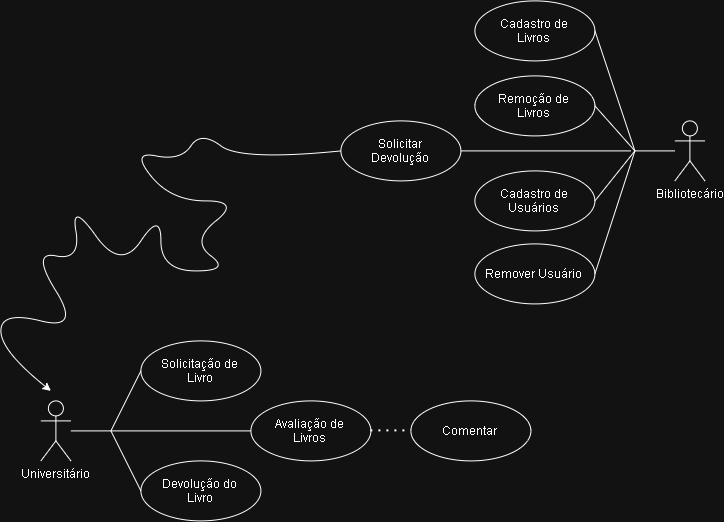 Cadastro de
Livros
Remoção de
Livros
Solicitar
Devolução
Cadastro de
Usuários
Bibliotecário
Remover Usuário
Solicitação de
Livro
Avaliação de
Livros
Comentar
Universitário
Devolução do
Livro